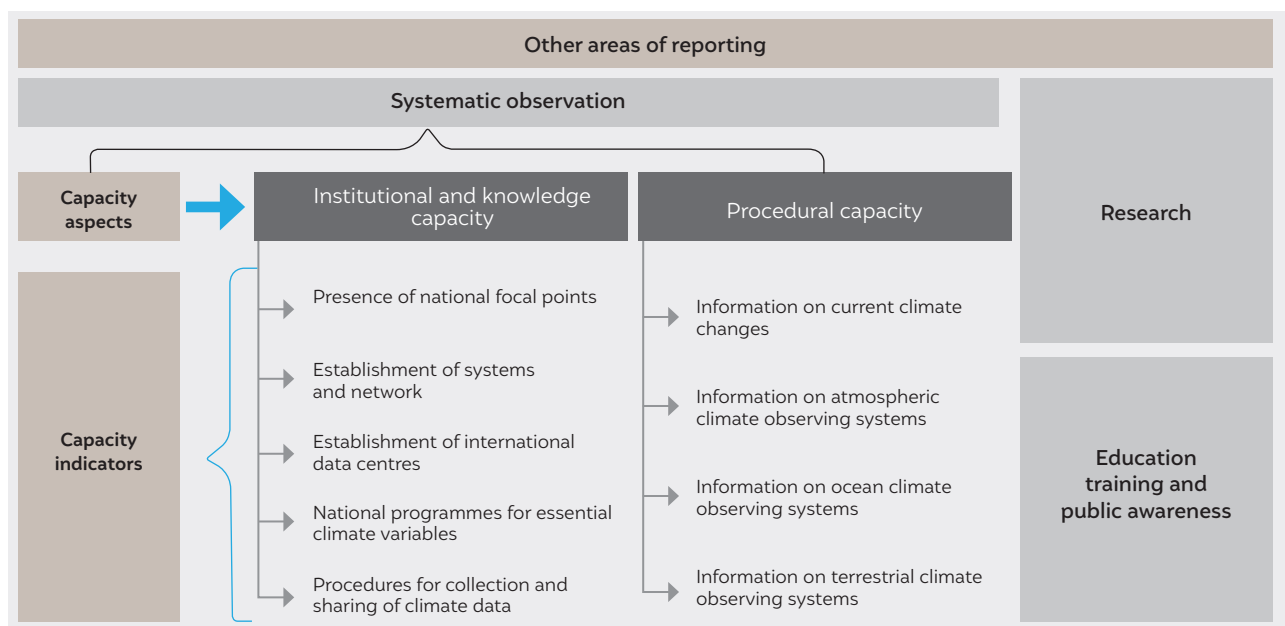 Other areas of reporting
Systematic observation
Capacity
aspects
Institutional and knowledge
capacity
Procedural capacity
Research
Capacity
indicators
Presence of national focal points
Establishment of systems
and network
Establishment of international
data centres
National programmes for essential
climate variables
Procedures for collection and
sharing of climate data
Information on current climate
changes
Information on atmospheric
climate observing systems
Information on ocean climate
observing systems
Information on terrestrial climate
observing systems
Education
training and
public awareness